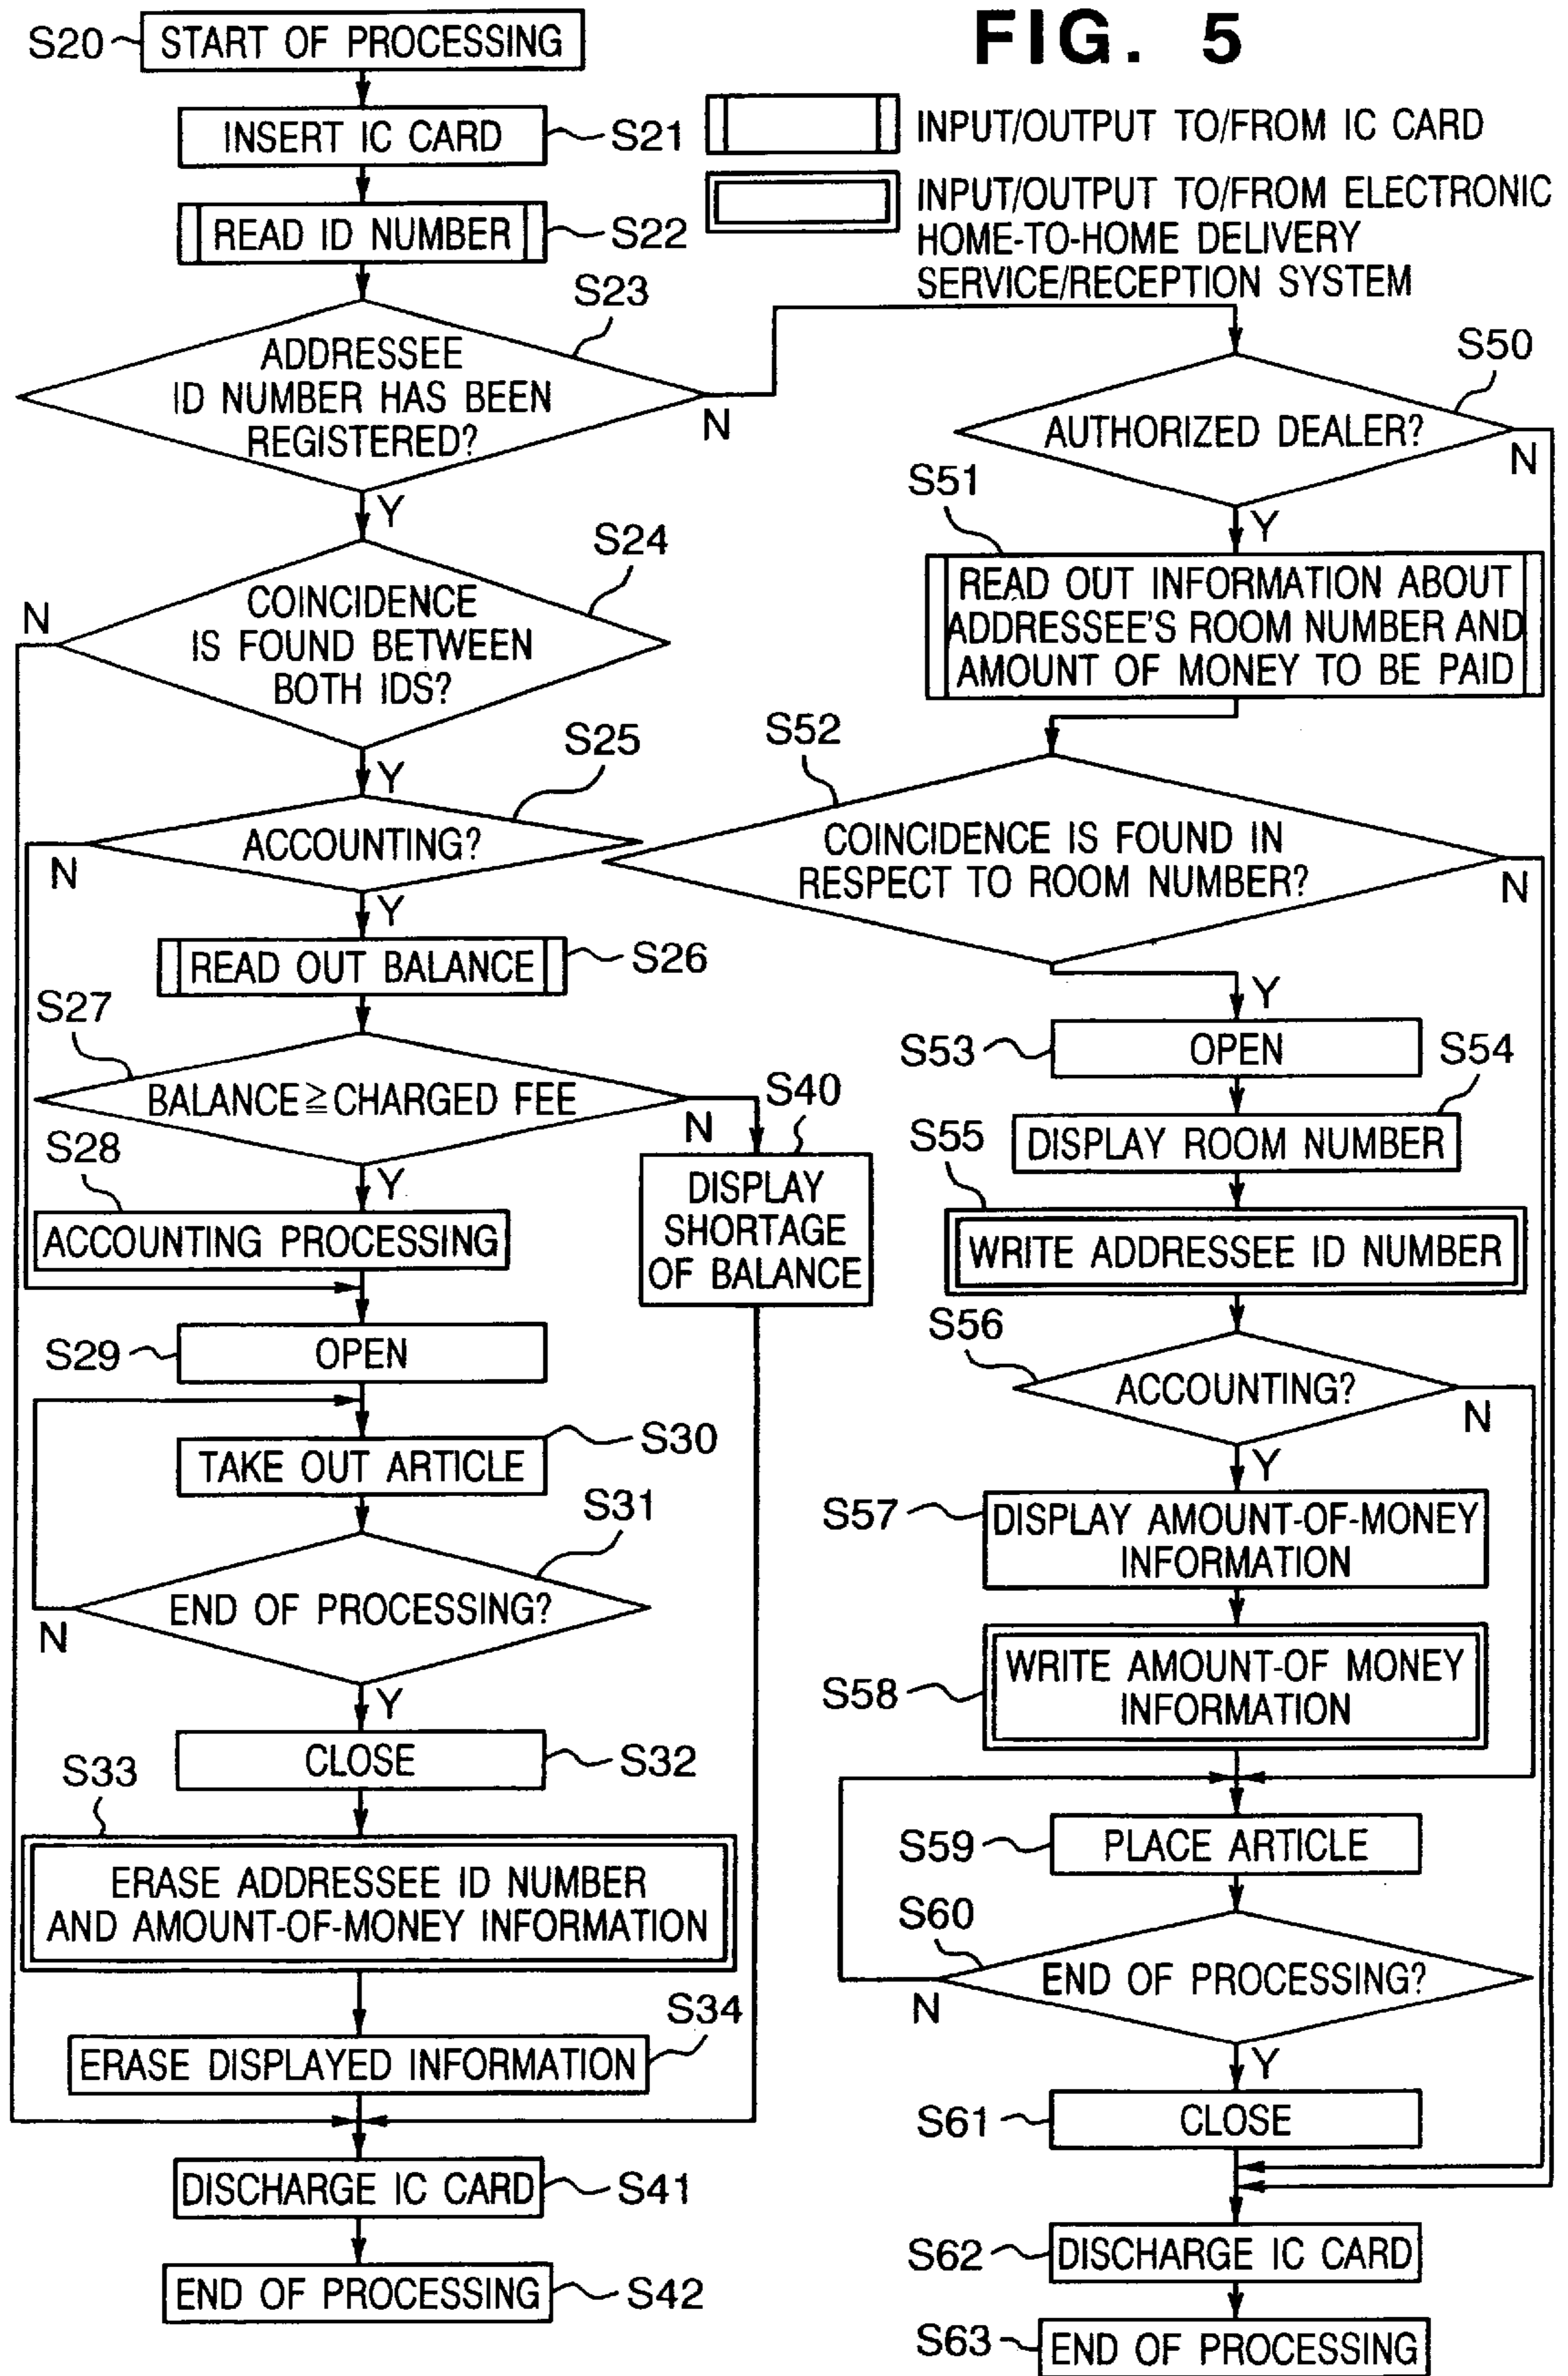 FIG. 5
S20
START OF PROCESSING
INSERT IC CARD
S21
READ ID NUMBER
S22
INPUT/OUTPUT TO/FROM IC CARD
INPUT/OUTPUT TO/FROM ELECTRONIC
HOME-TO-HOME DELIVERY
SERVICE/RECEPTION SYSTEM
S23
ADDRESSEE
ID NUMBER HAS BEEN
REGISTERED?
N
Y
S24
COINCIDENCE
IS FOUND BETWEEN
BOTH IDS?
N
Y
S25
ACCOUNTING?
N
Y
READ OUT BALANCE
S26
S27
BALANCE≧CHARGED FEE
N
Y
S40
DISPLAY
SHORTAGE
OF BALANCE
S28
ACCOUNTING PROCESSING
S29
OPEN
TAKE OUT ARTICLE
S30
S31
END OF PROCESSING?
N
Y
CLOSE
S32
S33
ERASE ADDRESSEE ID NUMBER
AND AMOUNT-OF-MONEY INFORMATION
S34
ERASE DISPLAYED INFORMATION
DISCHARGE IC CARD
S41
END OF PROCESSING
S42
S50
AUTHORIZED DEALER?
N
Y
S51
READ OUT INFORMATION ABOUT
ADDRESSEE'S ROOM NUMBER AND
AMOUNT OF MONEY TO BE PAID
S52
COINCIDENCE IS FOUND IN
RESPECT TO ROOM NUMBER?
N
Y
S53
OPEN
S54
DISPLAY ROOM NUMBER
S55
WRITE ADDRESSEE ID NUMBER
S56
ACCOUNTING?
N
Y
S57
DISPLAY AMOUNT-OF-MONEY
INFORMATION
S58
WRITE AMOUNT-OF MONEY
INFORMATION
S59
PLACE ARTICLE
S60
END OF PROCESSING?
N
Y
S61
CLOSE
S62
DISCHARGE IC CARD
S63
END OF PROCESSING